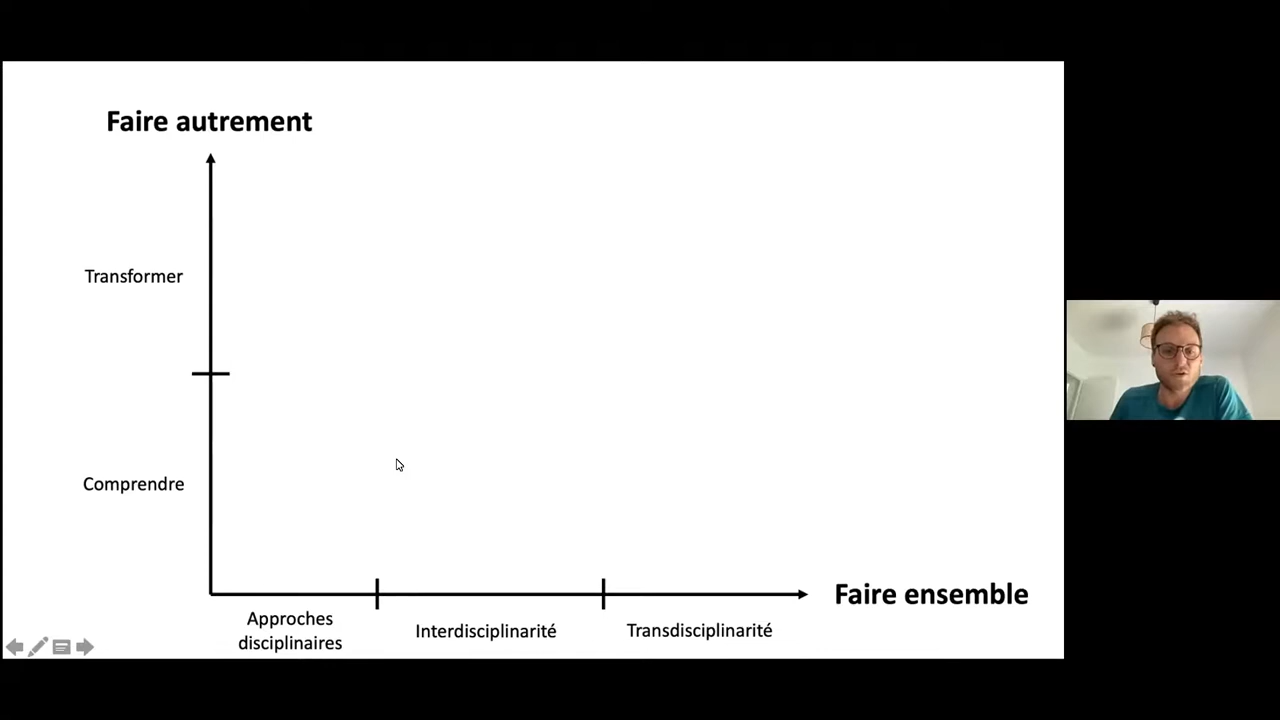 Faire autrement
Transformer
Comprendre
Faire ensemble
Approches
disciplinaires
Interdisciplinarité
Transdisciplinarité